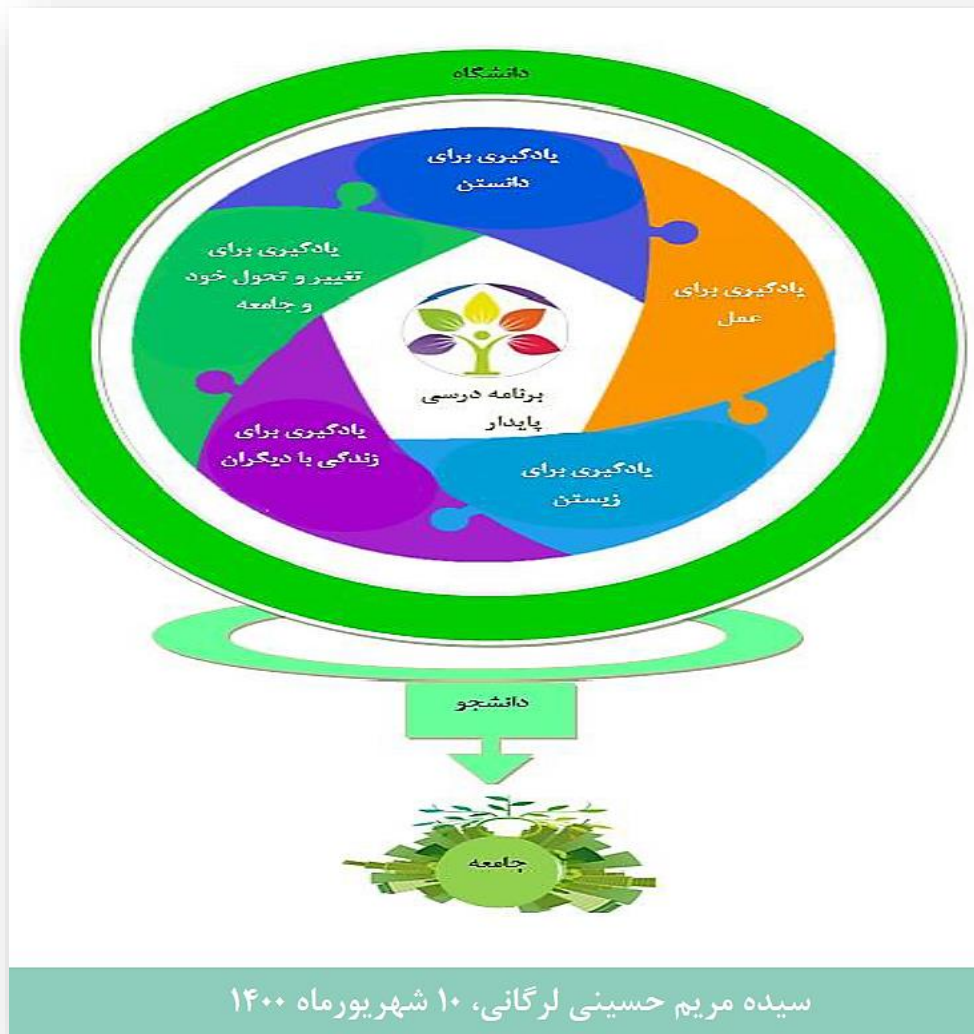 دانشگاه
یادگیری برای
دانستن
یادگیری برای
عمل
یادگیری برای
زیستن
یادگیری برای
زندگی با دیگران
یادگیری برای
تغییر و تحول خود
و جامعه
برنامه درسی
پایدار
دانشجو
جامعه
سیده مریم حسینی لرگانی، ۱۰ شهریورماه ۱۴۰۰